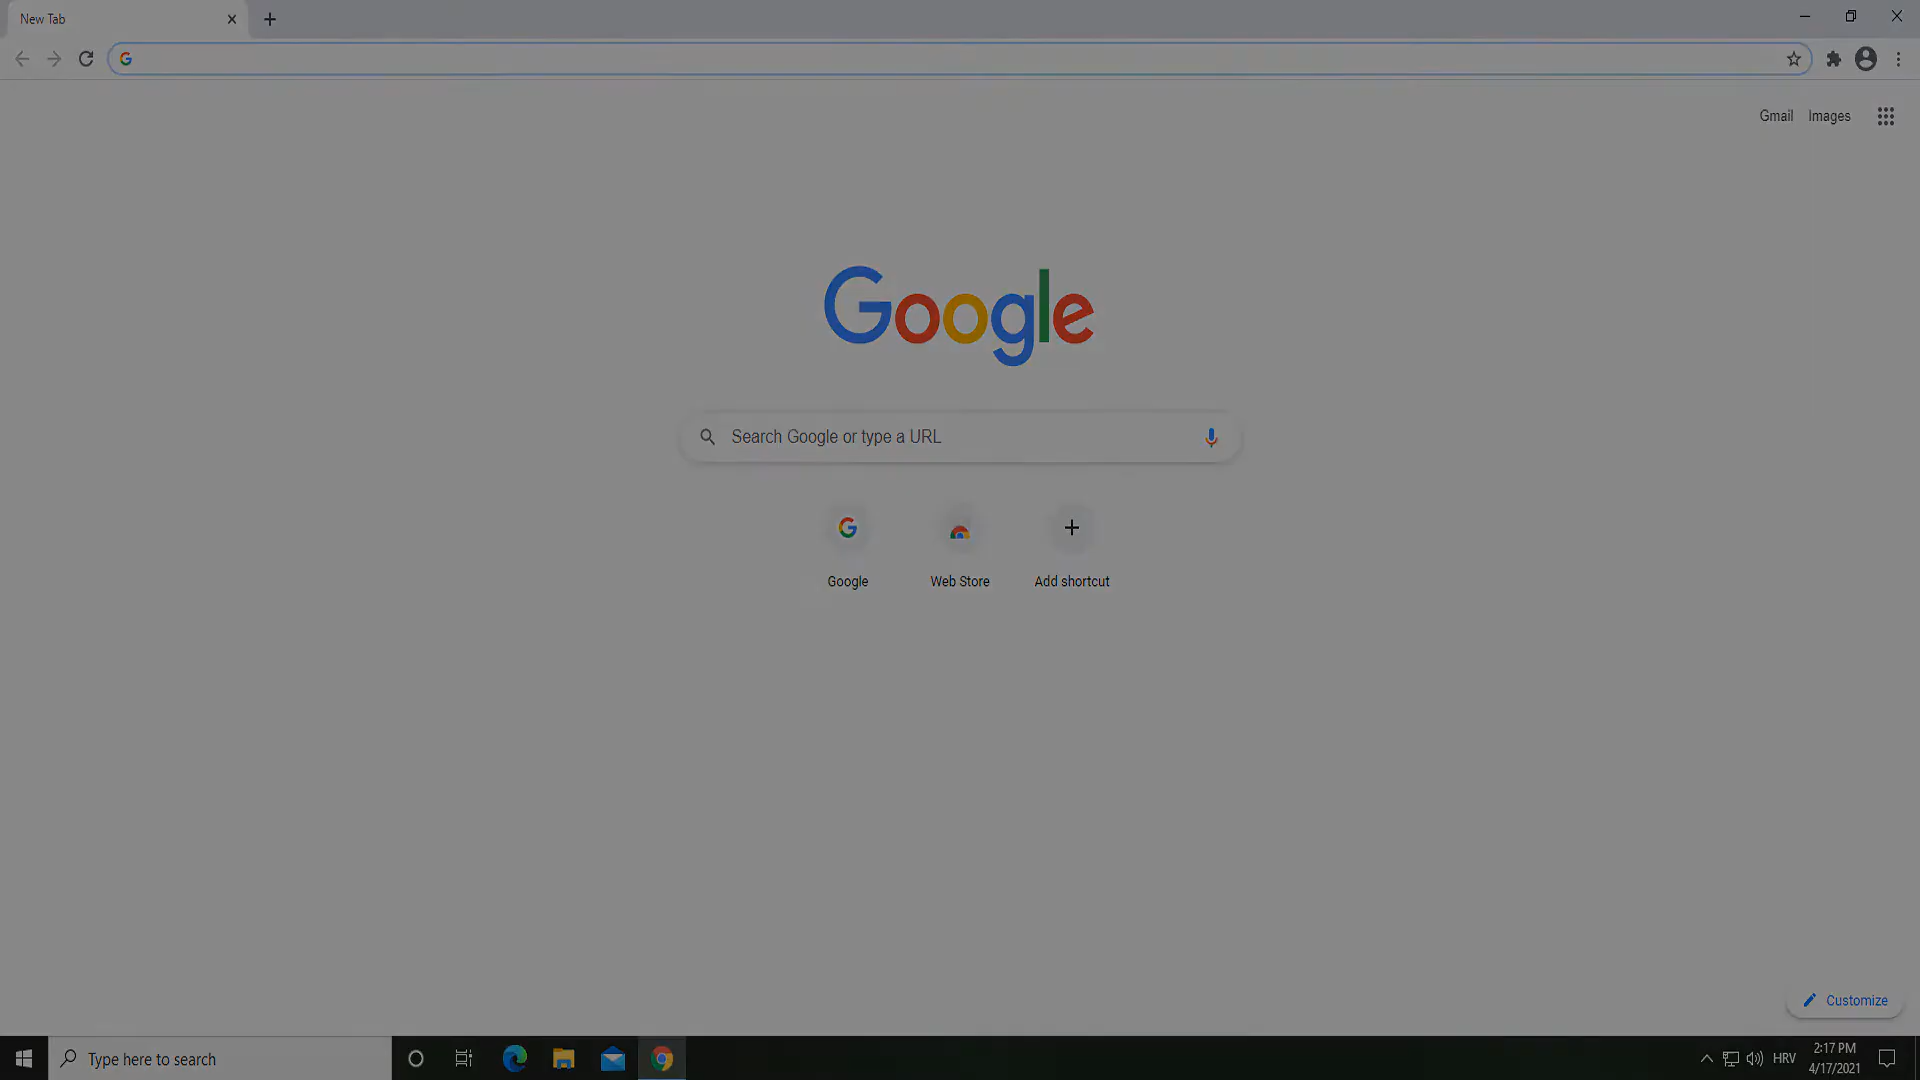 New Tab
Gmail Images
Google
Search Google or type a URL
Google Web Store Add shortcut
Customize
Type here to search
HRV
2:17 PM
4/17/2021